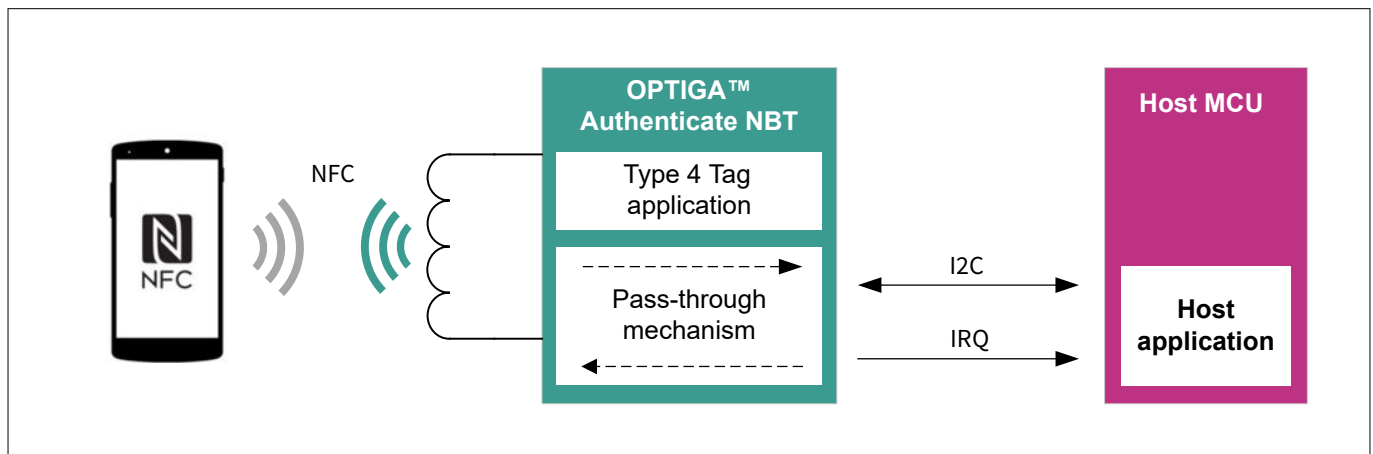 NFC
NFC
OPTIGA™
Authenticate NBT
Type 4 Tag
application
Pass-through
mechanism
I2C
IRQ
Host MCU
Host
application